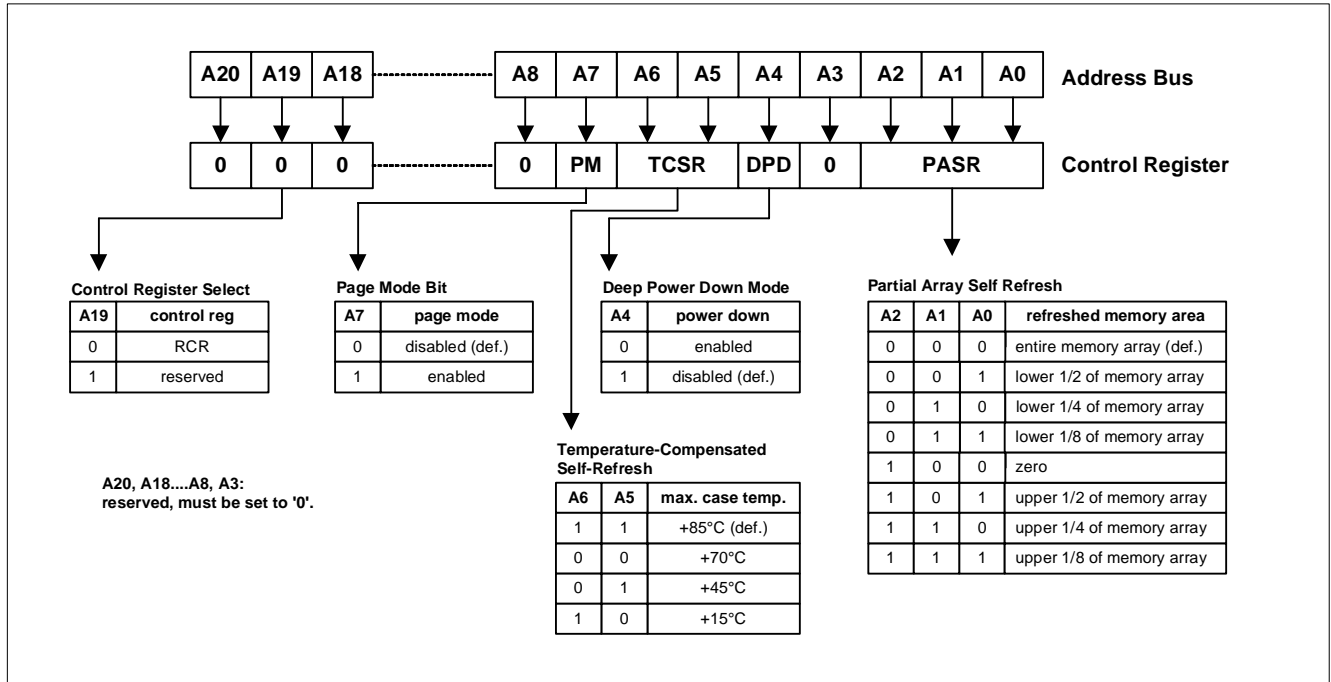 A20 A19 A18 A8 A7 A6 A5 A4 A3 A2 A1 A0 Address Bus
0 0 0 0 PM TCSR DPD 0 PASR Control Register
Control Register Select
A19 control reg
0 RCR
1 reserved
Page Mode Bit
A7 page mode
0 disabled (def.)
1 enabled
Deep Power Down Mode
A4 power down
0 enabled
1 disabled (def.)
Partial Array Self Refresh
A2 A1 A0 refreshed memory area
0 0 0 entire memory array (def.)
0 0 1 lower 1/2 of memory array
0 1 0 lower 1/4 of memory array
0 1 1 lower 1/8 of memory array
1 0 0 zero
1 0 1 upper 1/2 of memory array
1 1 0 upper 1/4 of memory array
1 1 1 upper 1/8 of memory array
Temperature-Compensated
Self-Refresh
A6 A5 max. case temp.
1 1 +85°C (def.)
0 0 +70°C
0 1 +45°C
1 0 +15°C
A20, A18....A8, A3:
reserved, must be set to '0'.